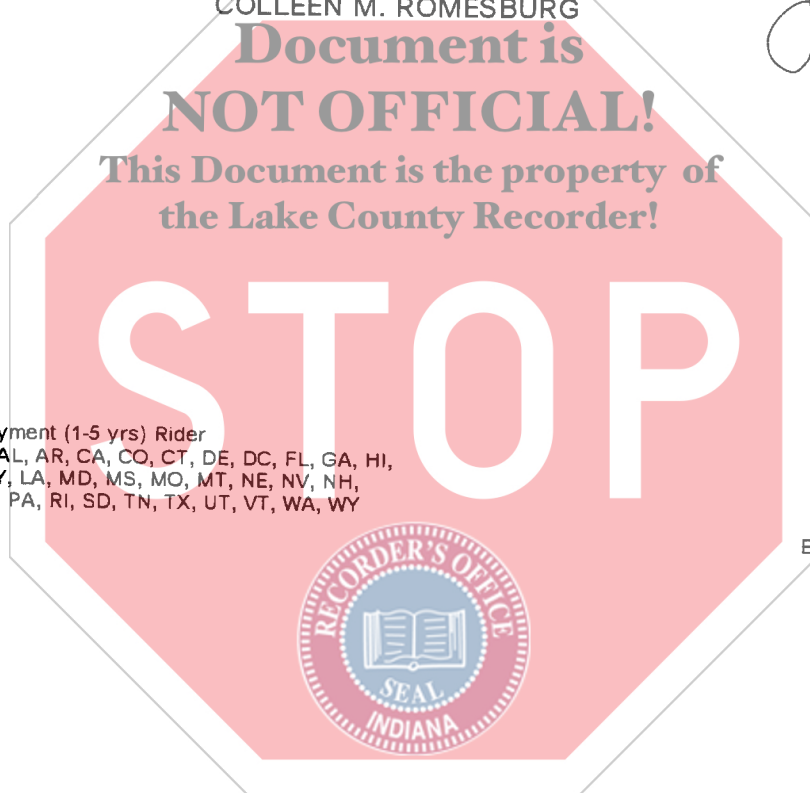 COLLEEN M. ROMESBURG
Document is
NOT OFFICIAL!
This Document is the property of
the Lake County Recorder!
STOP
yment (1-5 yrs) Rider
AL, AR, CA, CO, CT, DE, DC, FL, GA, HI,
, LA, MD, MS, MO, MT, NE, NV, NH,
PA, RI, SD, TN, TX, UT, VT, WA, WY
RECORDER'S OFFICE
SEAL
INDIANA